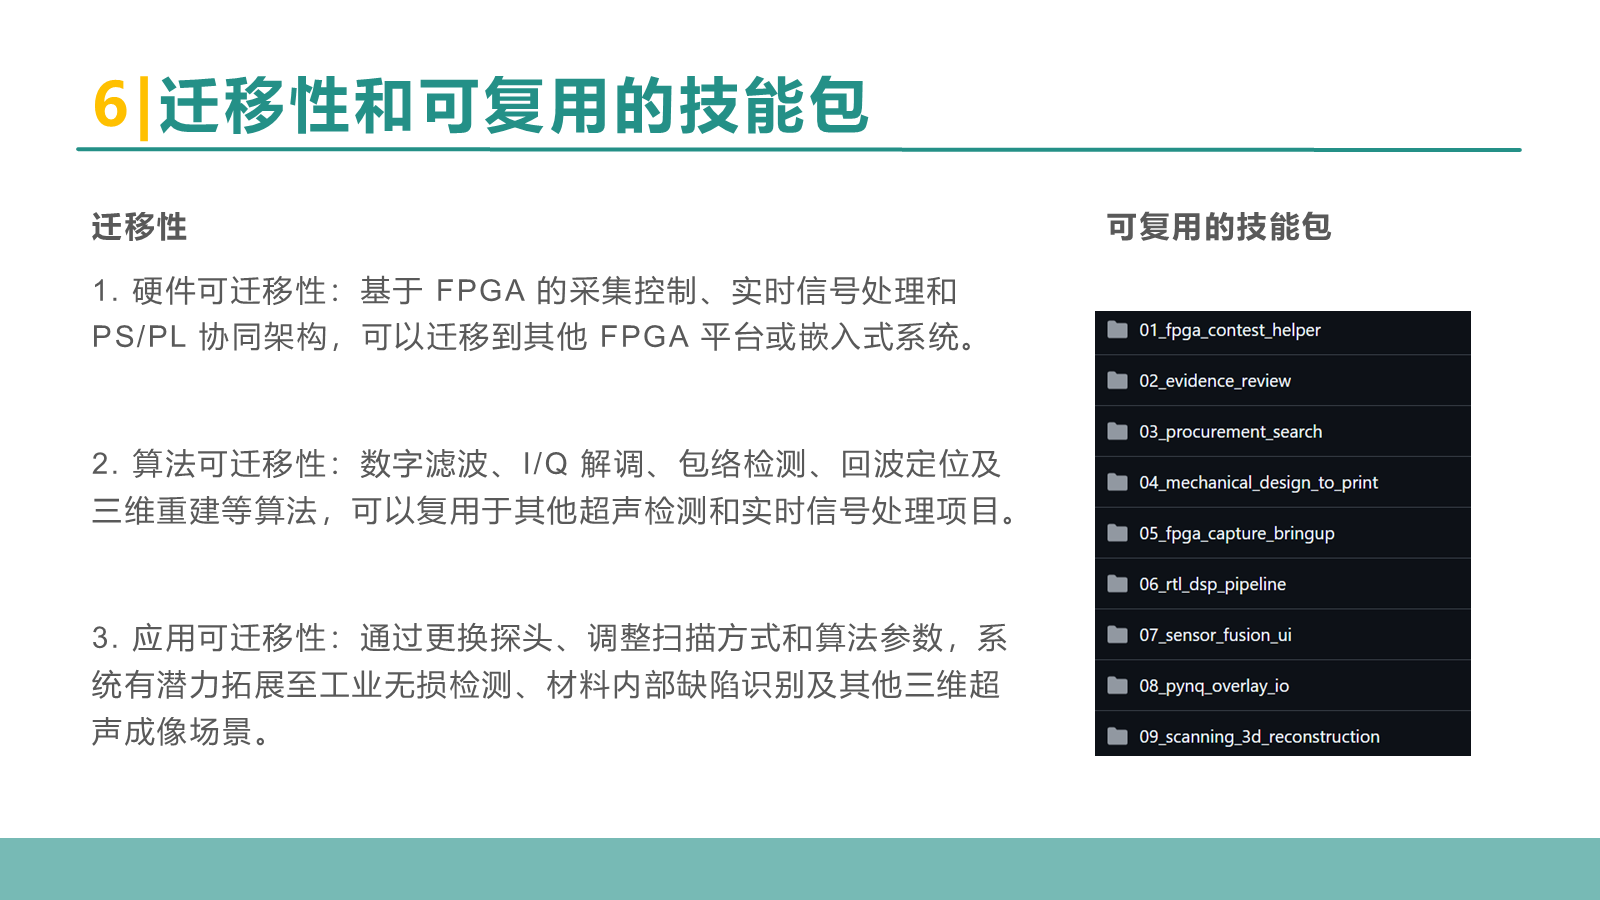 6|迁移性和可复用的技能包
迁移性
1. 硬件可迁移性：基于 FPGA 的采集控制、实时信号处理和
PS/PL 协同架构，可以迁移到其他 FPGA 平台或嵌入式系统。
2. 算法可迁移性：数字滤波、I/Q 解调、包络检测、回波定位及
三维重建等算法，可以复用于其他超声检测和实时信号处理项目。
3. 应用可迁移性：通过更换探头、调整扫描方式和算法参数，系
统有潜力拓展至工业无损检测、材料内部缺陷识别及其他三维超
声成像场景。
可复用的技能包
01_fpga_contest_helper
02_evidence_review
03_procurement_search
04_mechanical_design_to_print
05_fpga_capture_bringup
06_rtl_dsp_pipeline
07_sensor_fusion_ui
08_pynq_overlay_io
09_scanning_3d_reconstruction